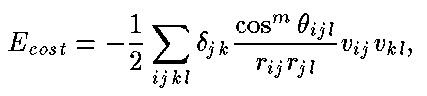 $E_{cost} = -\frac{1}{2} \sum_{ijkl} \delta_{jk} \frac{\cos^m \theta_{ijl}}{r_{ij} r_{jl}} v_{ij} v_{kl},$